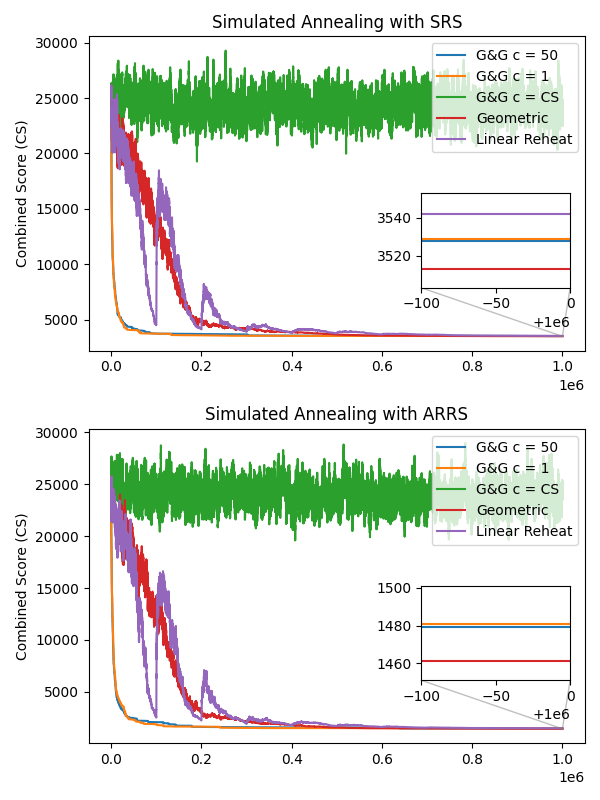 Simulated Annealing with SRS
30000
25000
20000
15000
10000
5000
Combined Score (CS)
G&G c = 50
G&G c = 1
G&G c = CS
Geometric
Linear Reheat
3540
3520
−100
−50
0
+1e6
0.0
0.2
0.4
0.6
0.8
1.0
1e6
Simulated Annealing with ARRS
30000
25000
20000
15000
10000
5000
Combined Score (CS)
G&G c = 50
G&G c = 1
G&G c = CS
Geometric
Linear Reheat
1500
1480
1460
−100
−50
0
+1e6
0.0
0.2
0.4
0.6
0.8
1.0
1e6